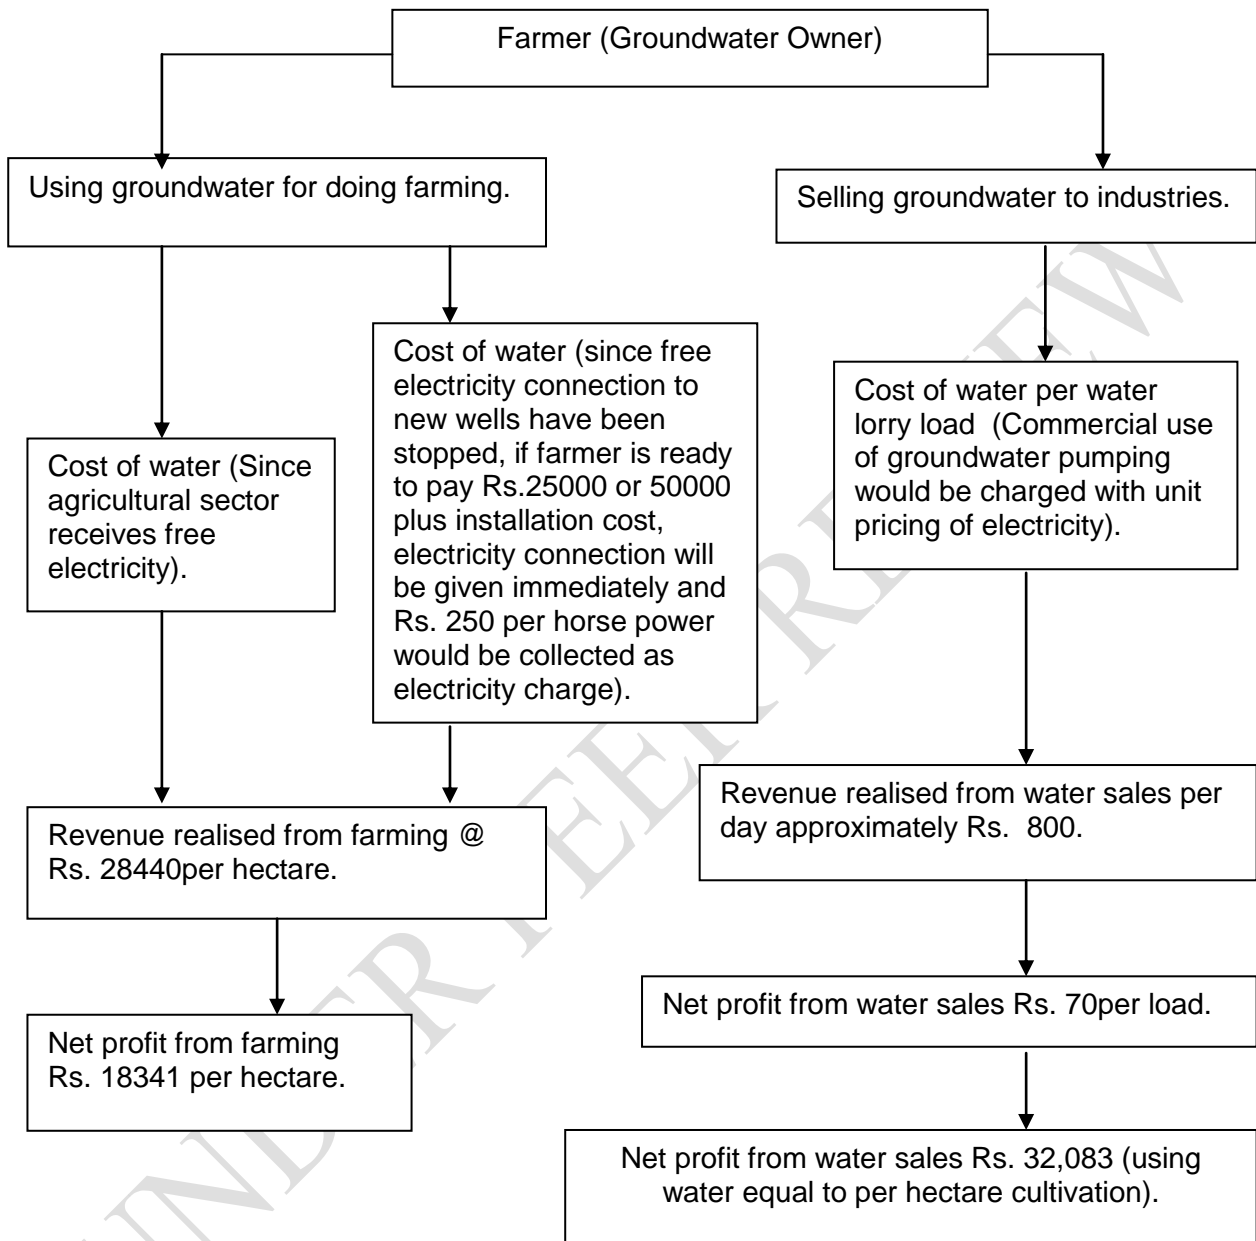 Farmer (Groundwater Owner)
Using groundwater for doing farming.
Selling groundwater to industries.
Cost of water (Since
agricultural sector
receives free
electricity).
Cost of water (since free
electricity connection to
new wells have been
stopped, if farmer is ready
to pay Rs.25000 or 50000
plus installation cost,
electricity connection will
be given immediately and
Rs. 250 per horse power
would be collected as
electricity charge).
Cost of water per water
lorry load  (Commercial use
of groundwater pumping
would be charged with unit
pricing of electricity).
Revenue realised from farming @
Rs. 28440per hectare.
Revenue realised from water sales per
day approximately Rs.  800.
Net profit from farming
Rs. 18341 per hectare.
Net profit from water sales Rs. 70per load.
Net profit from water sales Rs. 32,083 (using
water equal to per hectare cultivation).
UNDER PEER REVIEW